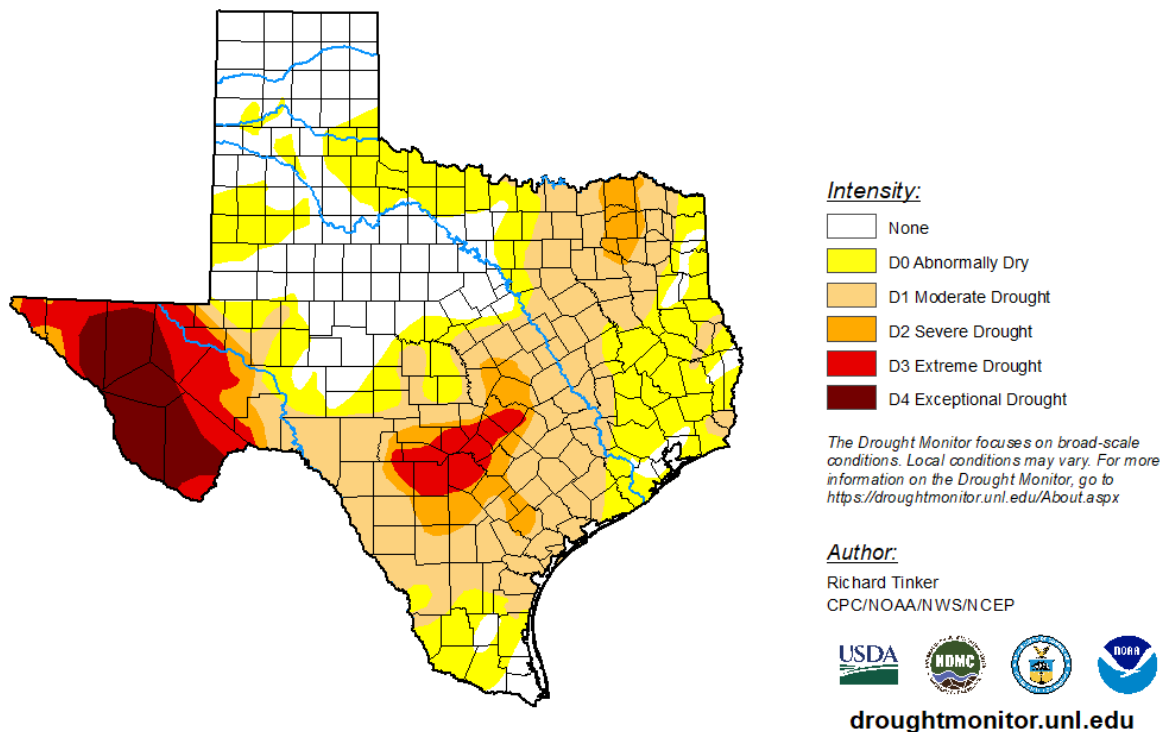 Intensity:
None
D0 Abnormally Dry
D1 Moderate Drought
D2 Severe Drought
D3 Extreme Drought
D4 Exceptional Drought
The Drought Monitor focuses on broad-scale
conditions. Local conditions may vary. For more
information on the Drought Monitor, go to
https://droughtmonitor.unl.edu/About.aspx
Author:
Richard Tinker
CPC/NOAA/NWS/NCEP
USDA
NDMC
NOAA
droughtmonitor.unl.edu